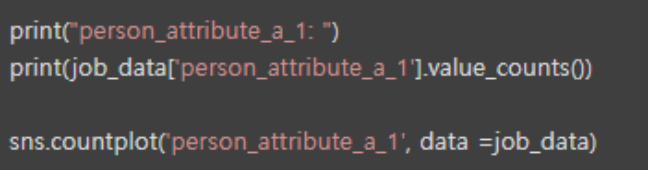 print("person_attribute_a_1: ")
print(job_data['person_attribute_a_1'].value_counts())
sns.countplot('person_attribute_a_1', data =job_data)